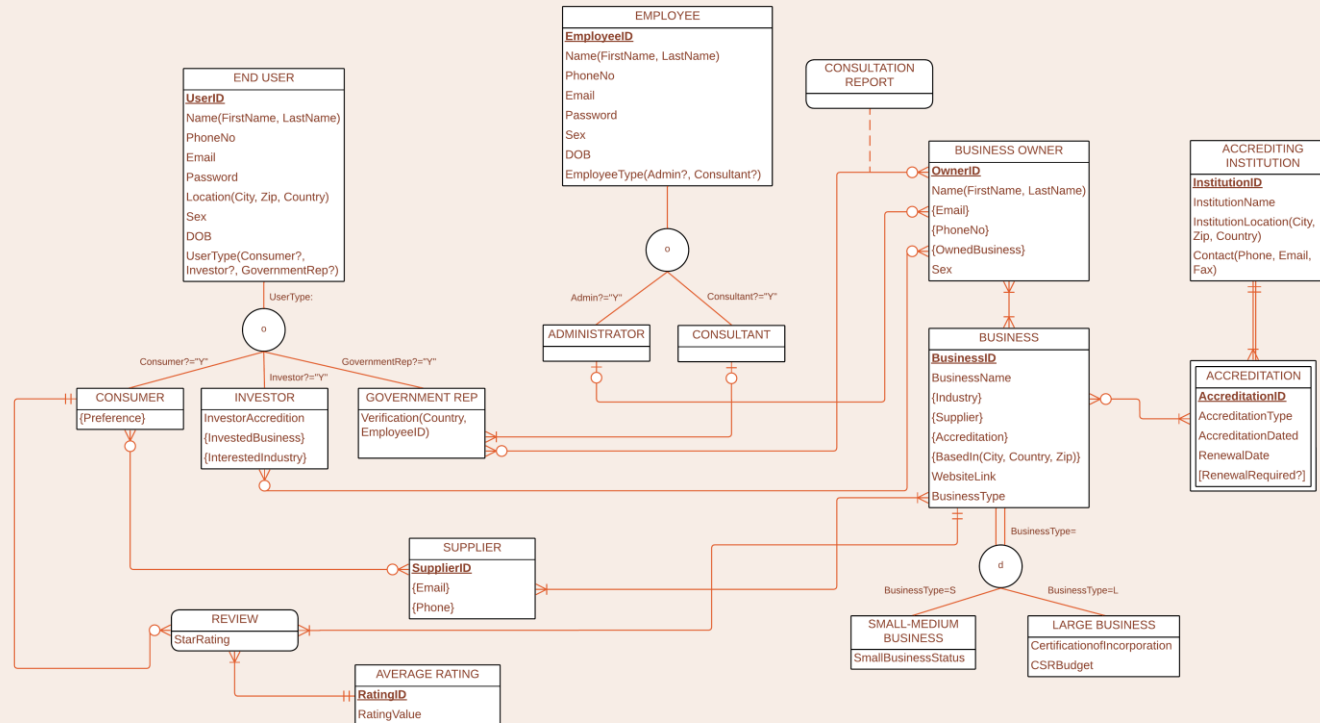 EMPLOYEE
EmployeeID
Name(FirstName, LastName)
PhoneNo
Email
Password
Sex
DOB
EmployeeType(Admin?, Consultant?)
o
Admin?="Y"
Consultant?="Y"
ADMINISTRATOR
CONSULTANT
END USER
UserID
Name(FirstName, LastName)
PhoneNo
Email
Password
Location(City, Zip, Country)
Sex
DOB
UserType(Consumer?,
Investor?, GovernmentRep?)
UserType:
o
Consumer?="Y"
Investor?="Y"
GovernmentRep?="Y"
CONSUMER
{Preference}
INVESTOR
InvestorAccredition
{InvestedBusiness}
{InterestedIndustry}
GOVERNMENT REP
Verification(Country,
EmployeeID)
CONSULTATION
REPORT
BUSINESS OWNER
OwnerID
Name(FirstName, LastName)
{Email}
{PhoneNo}
{OwnedBusiness}
Sex
ACCREDITING
INSTITUTION
InstitutionID
InstitutionName
InstitutionLocation(City,
Zip, Country)
Contact(Phone, Email,
Fax)
BUSINESS
BusinessID
BusinessName
{Industry}
{Supplier}
{Accreditation}
{BasedIn(City, Country, Zip)}
WebsiteLink
BusinessType
ACCREDITATION
AccreditationID
AccreditationType
AccreditationDated
RenewalDate
[RenewalRequired?]
BusinessType=
d
BusinessType=S
BusinessType=L
SMALL-MEDIUM
BUSINESS
SmallBusinessStatus
LARGE BUSINESS
CertificationofIncorporation
CSRBudget
SUPPLIER
SupplierID
{Email}
{Phone}
REVIEW
StarRating
AVERAGE RATING
RatingID
RatingValue